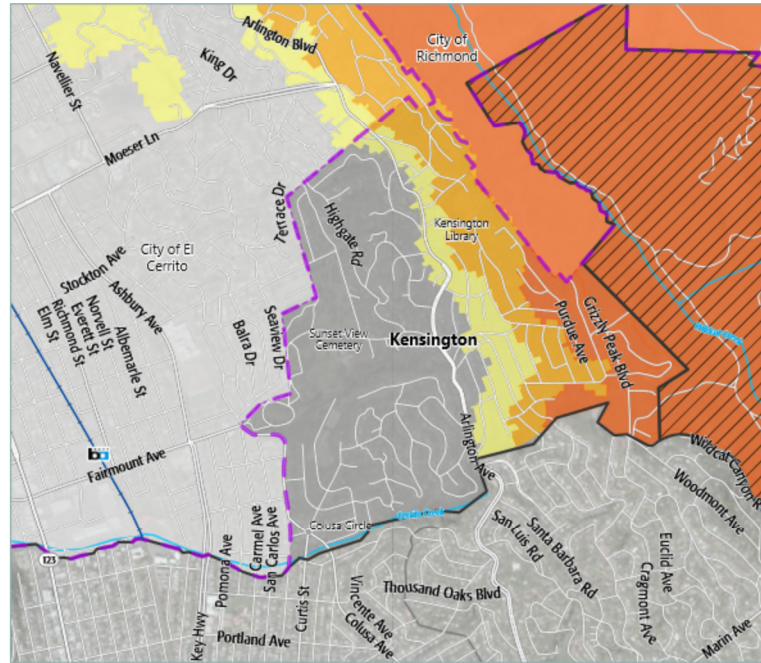 Arlington Blvd
City of
Richmond
King Dr
Navellier St
Moeser Ln
Terrace Dr
Highgate Rd
Kensington
Library
City of El
Cerrito
Stockton Ave
Ashbury Ave
Albemarle St
Norvell St
Everett St
Richmond St
Elm St
Seaview Dr
Balra Dr
Sunset View
Cemetery
Kensington
Purdue Ave
Grizzly Peak Blvd
Arlington Ave
Fairmount Ave
Wildcat Canyon R
Woodmont Ave
Colusa Circle
Carmel Ave
San Carlos Ave
Pomona Ave
123
San Luis Rd
Santa Barbara Rd
Euclid Ave
Cragmont Ave
Curtis St
Vincente Ave
Colusa Ave
Thousand Oaks Blvd
Key Hwy
Portland Ave
Marin Ave